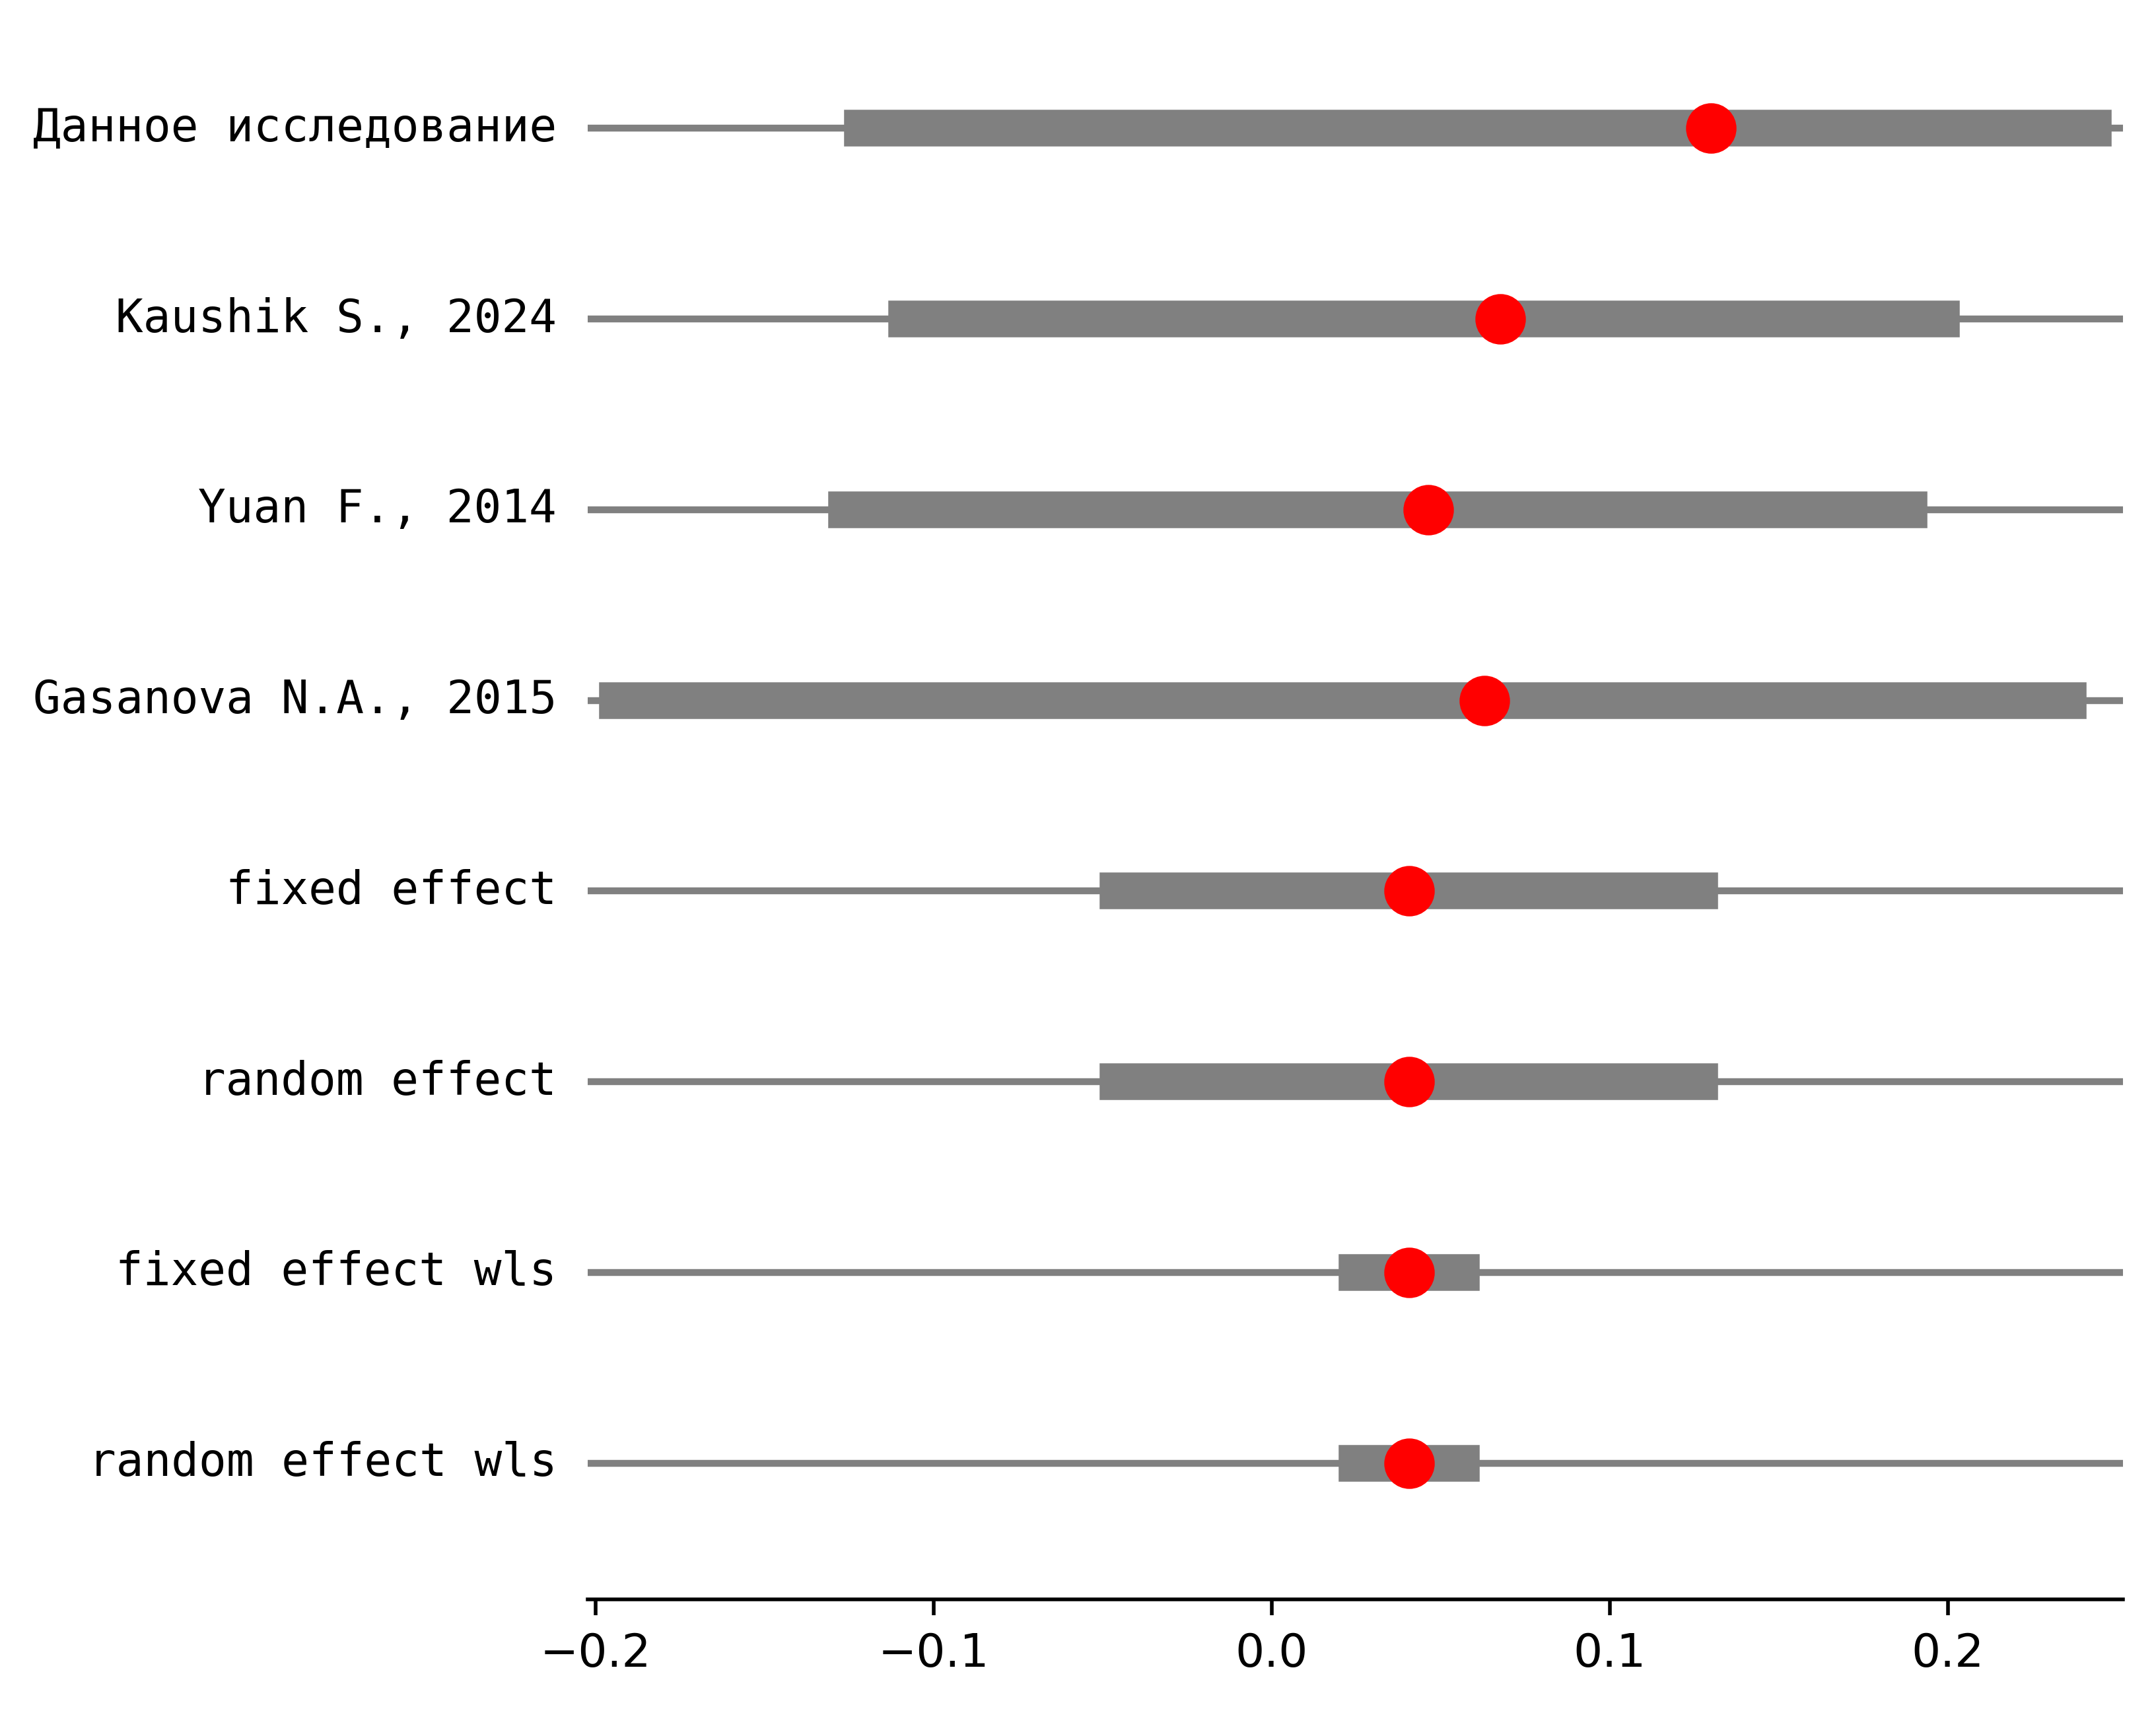 Данное исследование
Kaushik S., 2024
Yuan F., 2014
Gasanova N.A., 2015
fixed effect
random effect
fixed effect wls
random effect wls
−0.2 −0.1 0.0 0.1 0.2